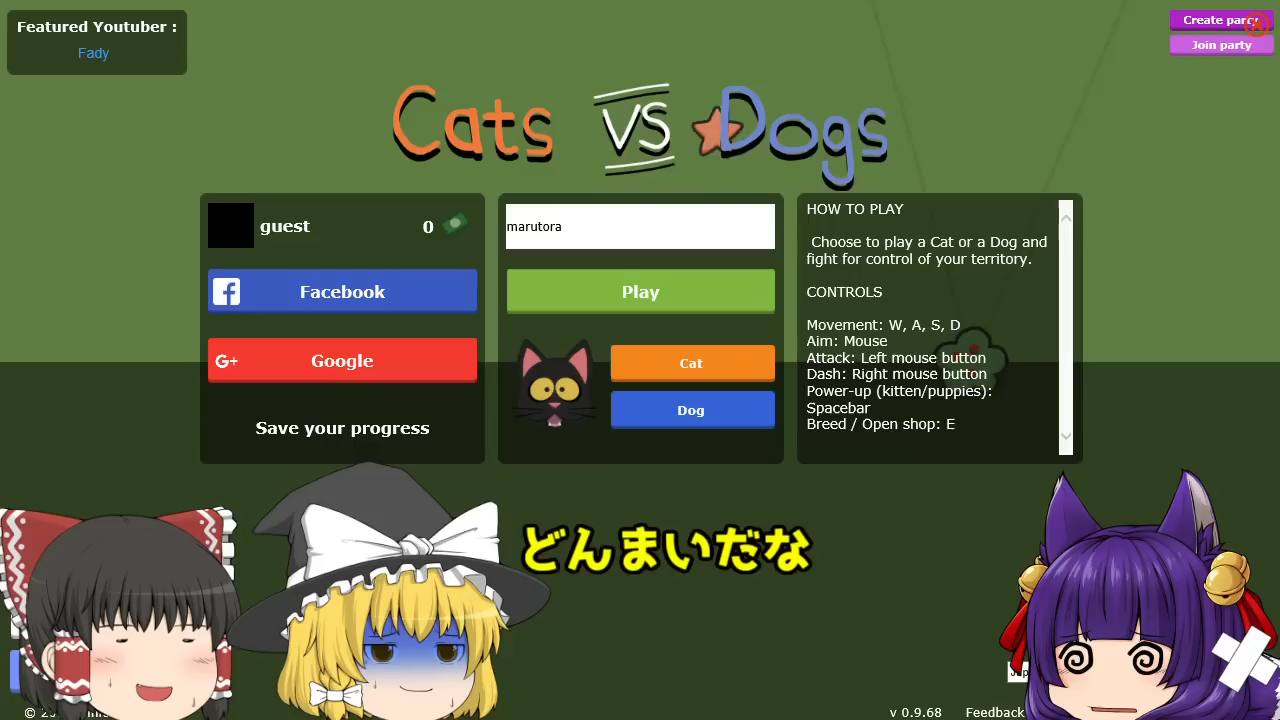 Featured Youtuber :
Fady
Create party
Join party
Cats VS Dogs
guest
0
Facebook
G+ Google
Save your progress
marutora
Play
Cat
Dog
HOW TO PLAY
Choose to play a Cat or a Dog and
fight for control of your territory.
CONTROLS
Movement: W, A, S, D
Aim: Mouse
Attack: Left mouse button
Dash: Right mouse button
Power-up (kitten/puppies):
Spacebar
Breed / Open shop: E
どんまいだな
v 0.9.68
Feedback